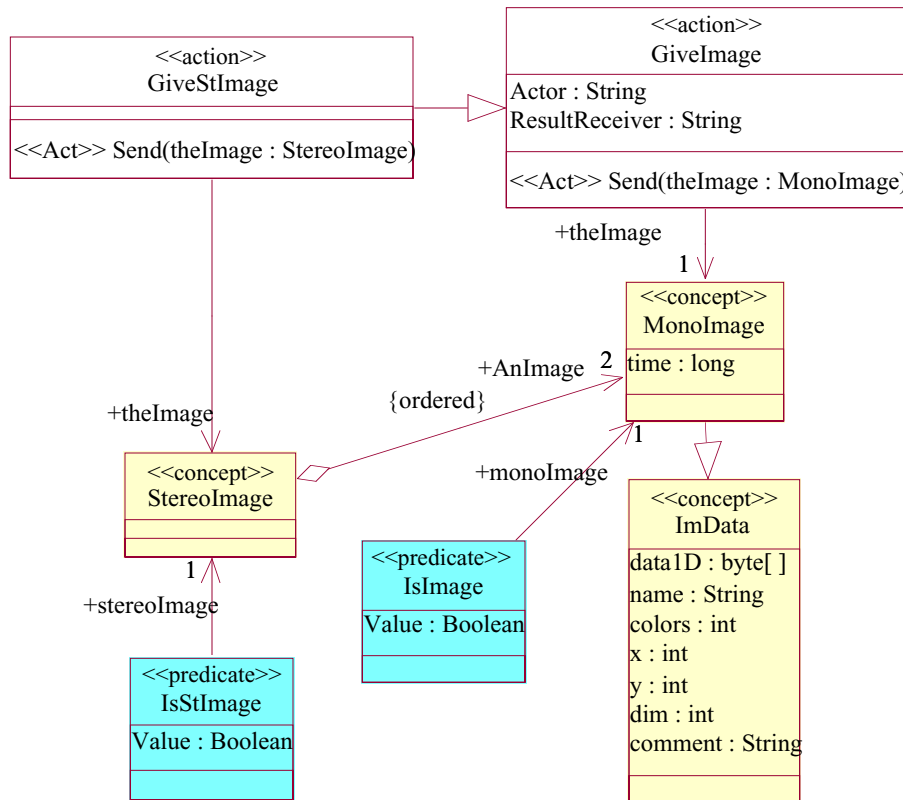 <<action>>
GiveStImage
<<Act>> Send(theImage : StereoImage)
<<action>>
GiveImage
Actor : String
ResultReceiver : String
<<Act>> Send(theImage : MonoImage)
+theImage
1
<<concept>>
MonoImage
time : long
+AnImage
2
{ordered}
+theImage
<<concept>>
StereoImage
1
+monoImage
<<concept>>
ImData
data1D : byte[ ]
name : String
colors : int
x : int
y : int
dim : int
comment : String
<<predicate>>
IsImage
Value : Boolean
1
+stereoImage
<<predicate>>
IsStImage
Value : Boolean